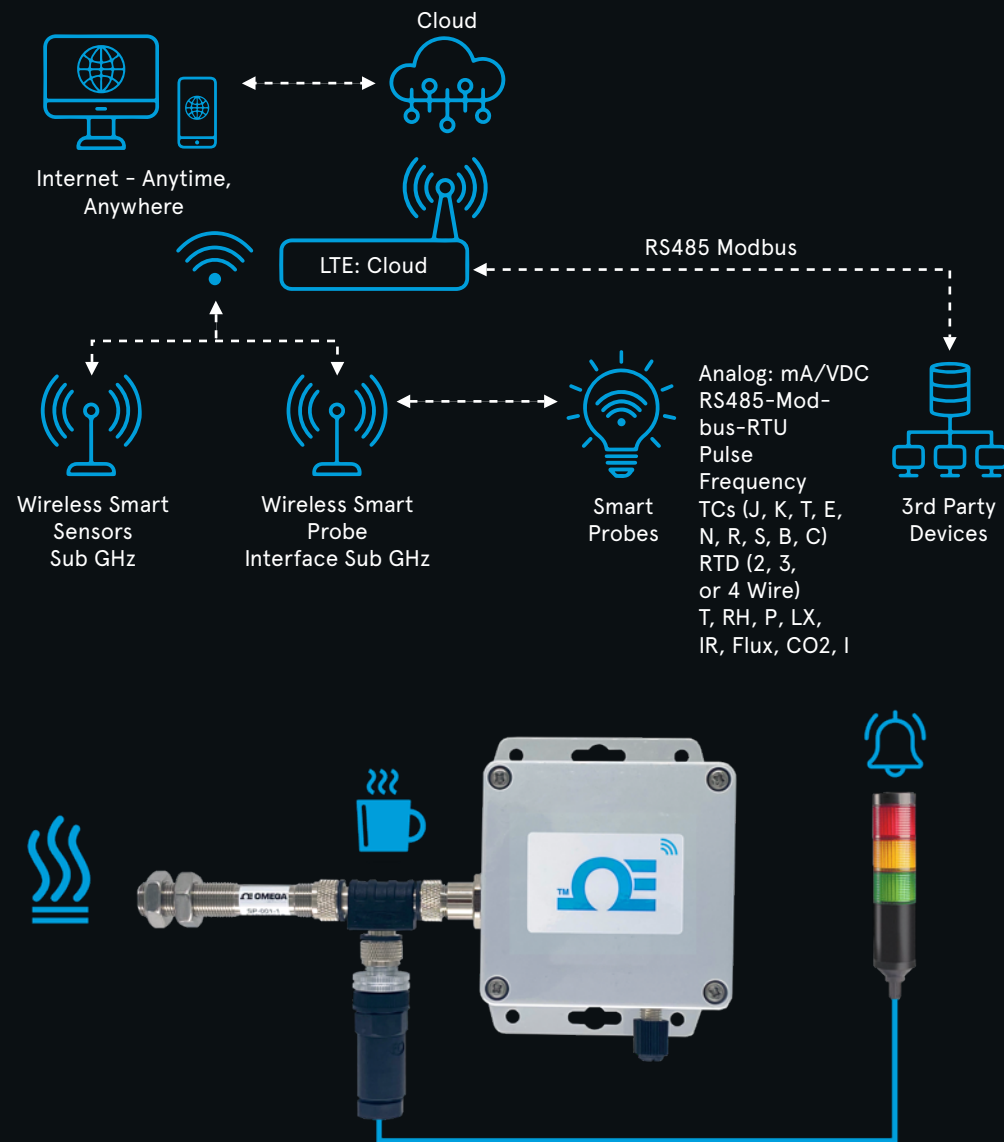 Cloud
Internet - Anytime,
Anywhere
LTE: Cloud
RS485 Modbus
Wireless Smart
Sensors
Sub GHz
Wireless Smart
Probe
Interface Sub GHz
Smart
Probes
Analog: mA/VDC
RS485-Mod-
bus-RTU
Pulse
Frequency
TCs (J, K, T, E,
N, R, S, B, C)
RTD (2, 3,
or 4 Wire)
T, RH, P, LX,
IR, Flux, CO2, I
3rd Party
Devices
OMEGA
SP-001-1
TM